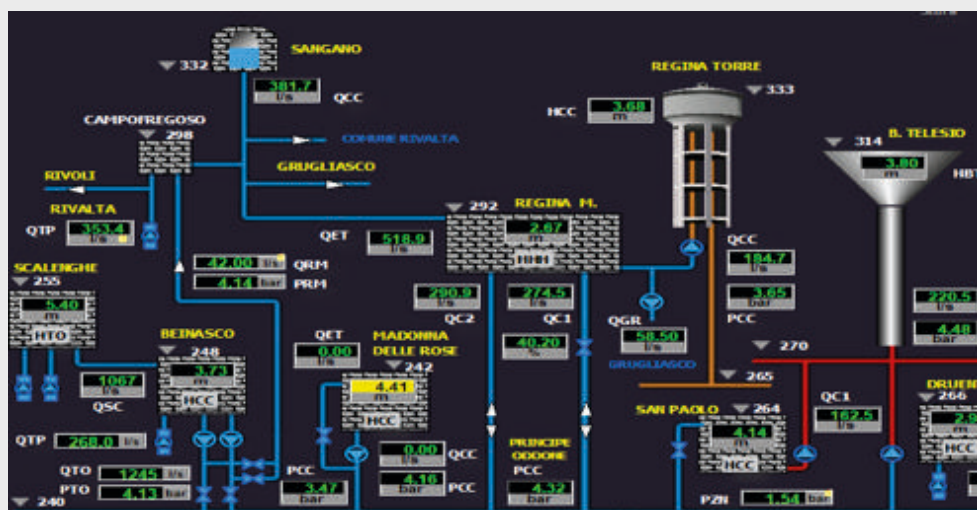 SANGANO
332
381.7
l/s
QCC
REGINA TORRE
333
HCC
3.68
m
CAMPOFREGOSO
298
COMUNE RIVALTA
B. TELESIO
314
3.80
m
RIVOLI
GRUGLIASCO
RIVALTA
QTP
353.4
l/s
292
REGINA M.
QET
518.9
l/s
2.67
m
HHH
QCC
184.7
l/s
SCALENGHE
255
42.00 l/s
QRM
4.14 bar
PRM
290.9
l/s
QC2
274.5
l/s
QC1
3.65
bar
PCC
220.5
l/s
5.40
m
HTO
BEINASCO
248
QET
0.00
l/s
MADONNA
DELLE ROSE
242
40.20
%
QGR
58.50
l/s
GRUGLIASCO
4.48
bar
270
3.73
m
HCC
4.41
m
HCC
265
1067
l/s
QSC
SAN PAOLO
264
QC1
162.5
l/s
266
4.14
m
HCC
HCC
QTP
268.0 l/s
0.00
l/s
QCC
PRINCIPE
ODDONE
QTO
1245 l/s
PTO
4.13 bar
PCC
3.47
bar
4.16
bar
PCC
PCC
4.32
bar
PZN
1.54 bar
240